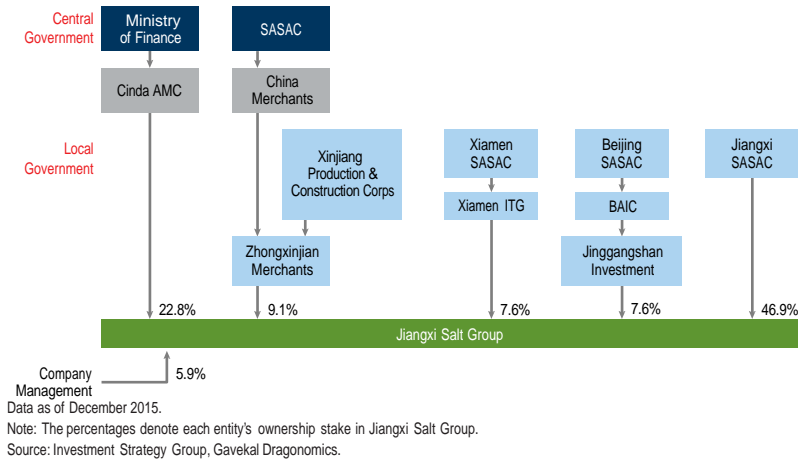 Central
Government
Ministry
of Finance
SASAC
Cinda AMC
China
Merchants
Local
Government
Xinjiang
Production &
Construction Corps
Xiamen
SASAC
Beijing
SASAC
Jiangxi
SASAC
Xiamen ITG
BAIC
Zhongxinjian
Merchants
Jinggangshan
Investment
22.8%
9.1%
7.6%
7.6%
46.9%
Jiangxi Salt Group
Company
Management
5.9%
Data as of December 2015.
Note: The percentages denote each entity's ownership stake in Jiangxi Salt Group.
Source: Investment Strategy Group, Gavekal Dragonomics.